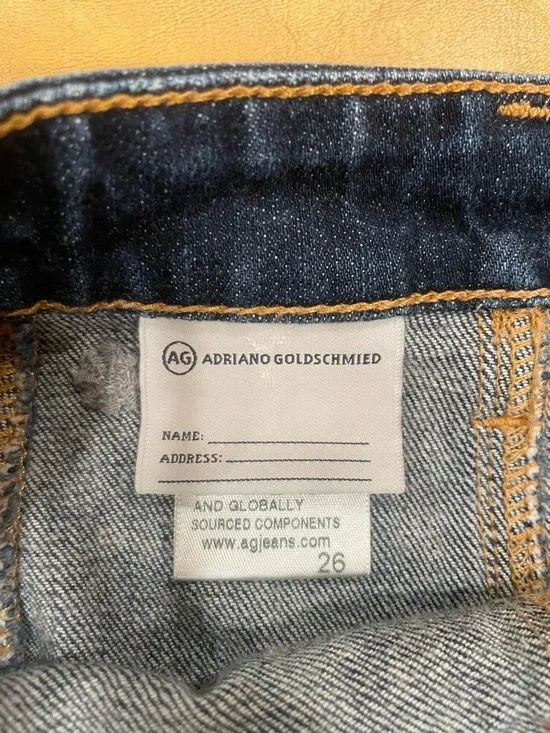 AG ADRIANO GOLDSCHMIED
NAME:
ADDRESS:
AND GLOBALLY
SOURCED COMPONENTS
www.agjeans.com
26